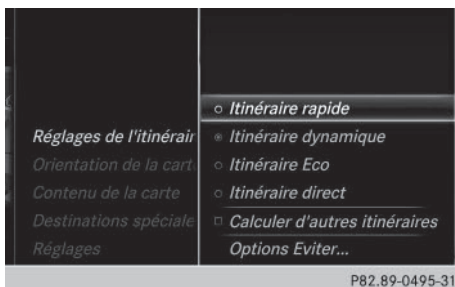 Itinéraire rapide
Réglages de l'itinérair
Itinéraire dynamique
Orientation de la cart
Itinéraire Eco
Contenu de la carte
Itinéraire direct
Destinations spéciale
Calculer d'autres itinéraires
Réglages
Options Eviter...
P82.89-0495-31